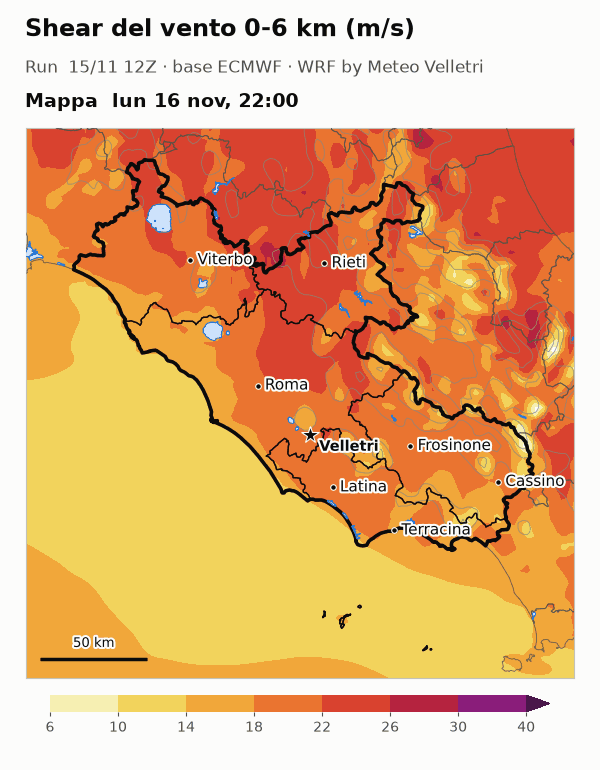 Shear del vento 0-6 km (m/s)
Run  15/11 12Z · base ECMWF · WRF by Meteo Velletri
Mappa  lun 16 nov, 22:00
Viterbo
Rieti
Roma
Velletri
Frosinone
Latina
Cassino
Terracina
50 km
6 10 14 18 22 26 30 40